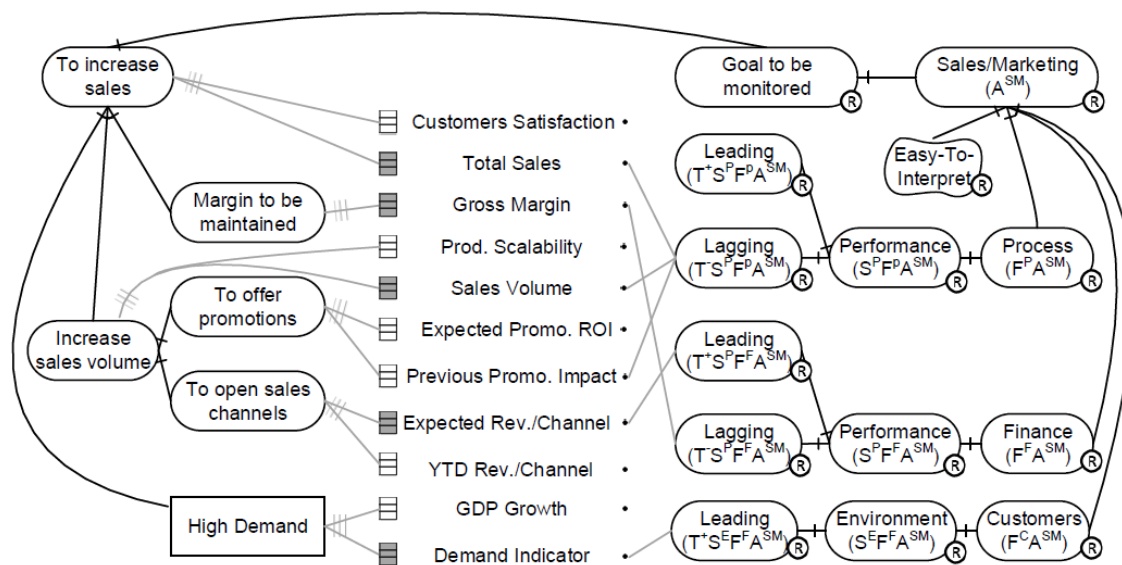 To increase
sales
Goal to be
monitored
R
Sales/Marketing
(A^SM)
R
Customers Satisfaction
Total Sales
Leading
(T⁺S^PF^pA^SM)
R
Easy-To-
Interpret
R
Margin to be
maintained
Gross Margin
Prod. Scalability
Lagging
(T⁻S^PF^pA^SM)
R
Performance
(S^PF^pA^SM)
R
Process
(F^PA^SM)
R
To offer
promotions
Sales Volume
Increase
sales volume
Expected Promo. ROI
Leading
(T⁺S^PF^FA^SM)
R
Previous Promo. Impact
To open sales
channels
Expected Rev./Channel
Lagging
(T⁻S^PF^FA^SM)
R
Performance
(S^PF^FA^SM)
R
Finance
(F^FA^SM)
R
YTD Rev./Channel
High Demand
GDP Growth
Demand Indicator
Leading
(T⁺S^EF^FA^SM)
R
Environment
(S^EF^FA^SM)
R
Customers
(F^CA^SM)
R